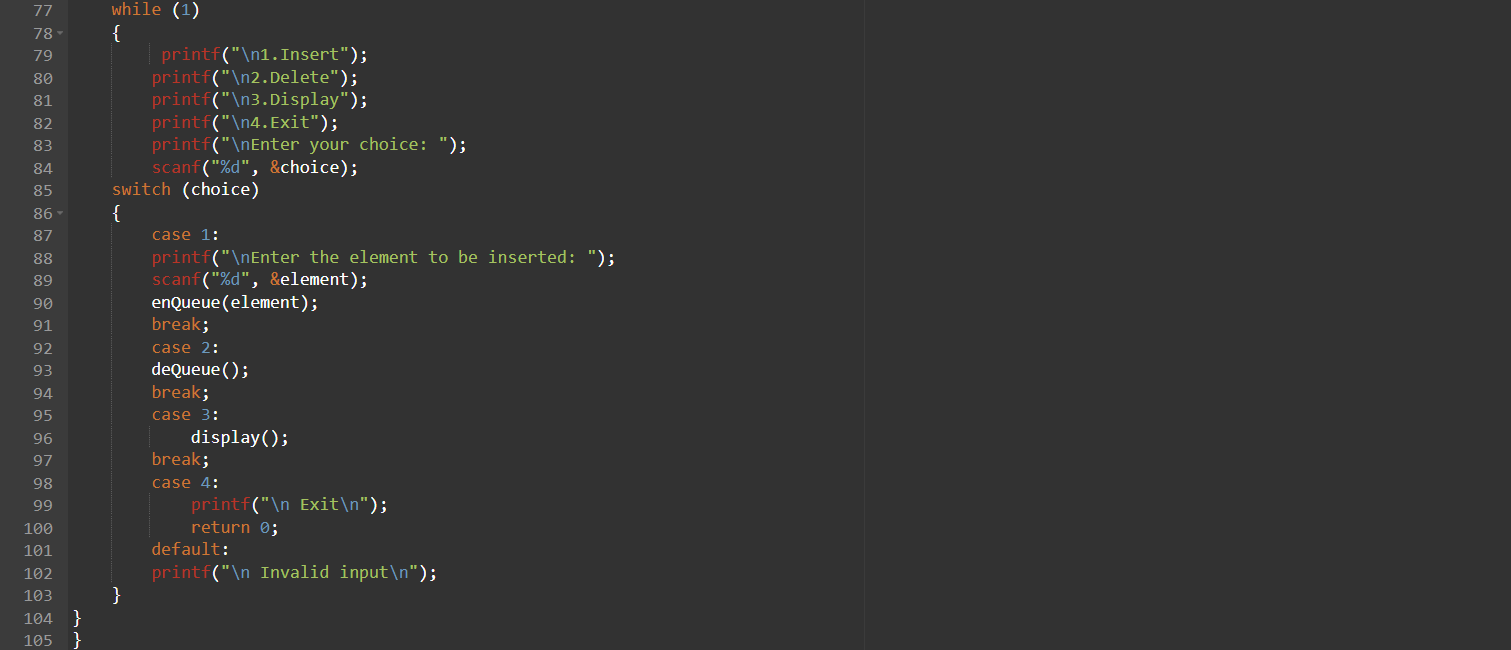 77 while (1)
78 {
79 printf("\n1.Insert");
80 printf("\n2.Delete");
81 printf("\n3.Display");
82 printf("\n4.Exit");
83 printf("\nEnter your choice: ");
84 scanf("%d", &choice);
85 switch (choice)
86 {
87 case 1:
88 printf("\nEnter the element to be inserted: ");
89 scanf("%d", &element);
90 enQueue(element);
91 break;
92 case 2:
93 deQueue();
94 break;
95 case 3:
96 display();
97 break;
98 case 4:
99 printf("\n Exit\n");
100 return 0;
101 default:
102 printf("\n Invalid input\n");
103 }
104 }
105 }